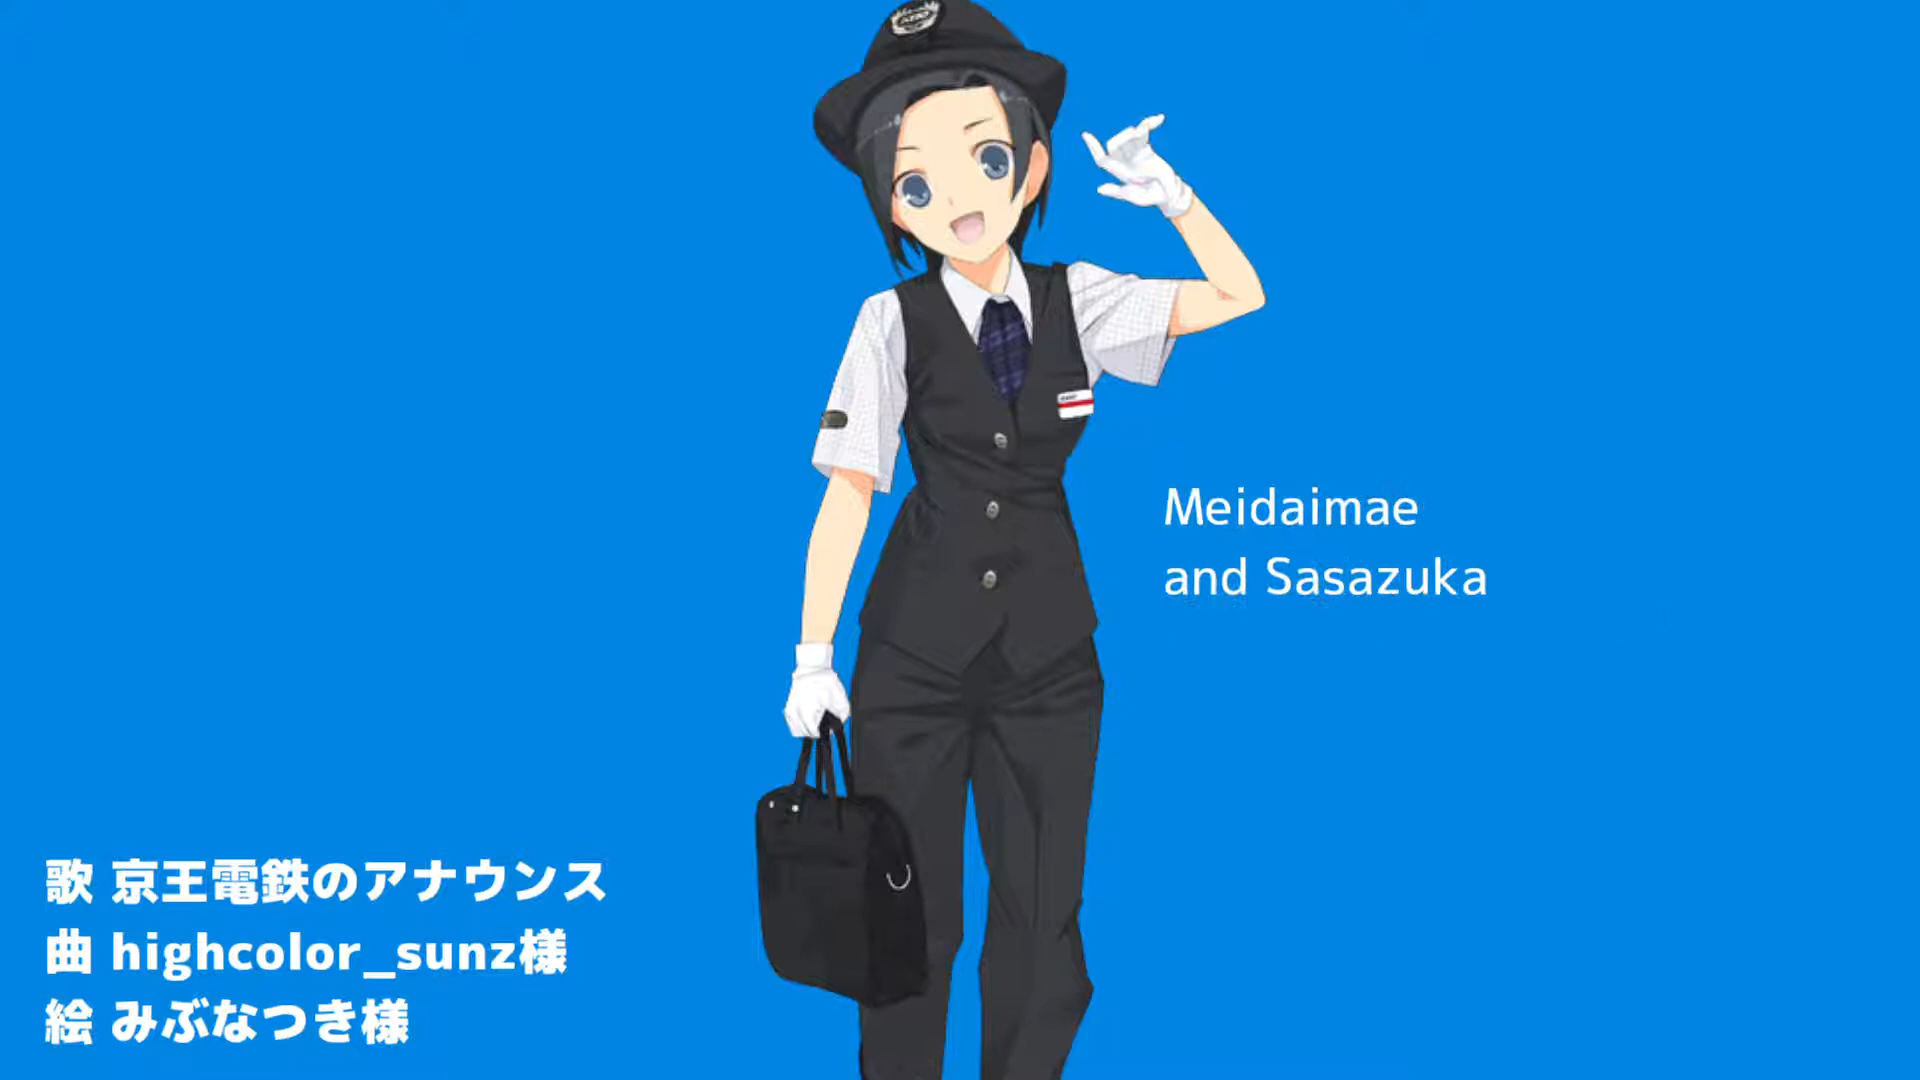 Meidaimae
and Sasazuka
歌 京王電鉄のアナウンス
曲 highcolor_sunz様
絵 みぶなつき様